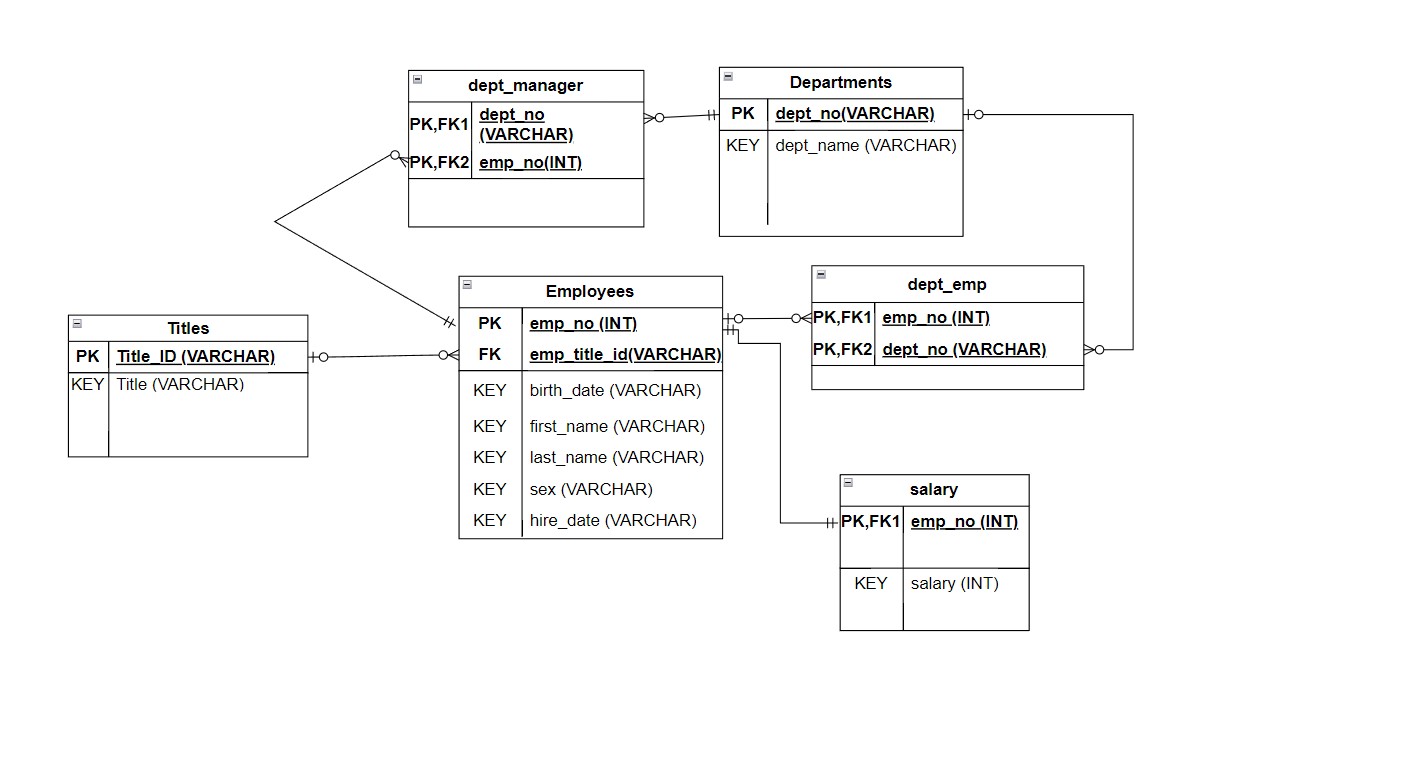 dept_manager
PK,FK1 dept_no
(VARCHAR)
PK,FK2 emp_no(INT)
Departments
PK dept_no(VARCHAR)
KEY dept_name (VARCHAR)
Titles
PK Title_ID (VARCHAR)
KEY Title (VARCHAR)
Employees
PK emp_no (INT)
FK emp_title_id(VARCHAR)
KEY birth_date (VARCHAR)
KEY first_name (VARCHAR)
KEY last_name (VARCHAR)
KEY sex (VARCHAR)
KEY hire_date (VARCHAR)
dept_emp
PK,FK1 emp_no (INT)
PK,FK2 dept_no (VARCHAR)
salary
PK,FK1 emp_no (INT)
KEY salary (INT)